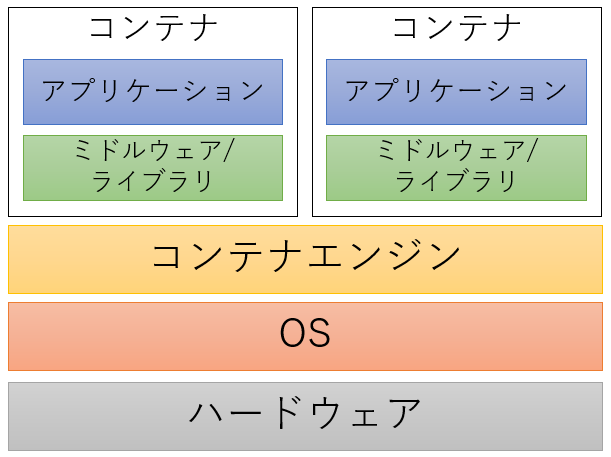 コンテナ
アプリケーション
ミドルウェア/
ライブラリ
コンテナ
アプリケーション
ミドルウェア/
ライブラリ
コンテナエンジン
OS
ハードウェア